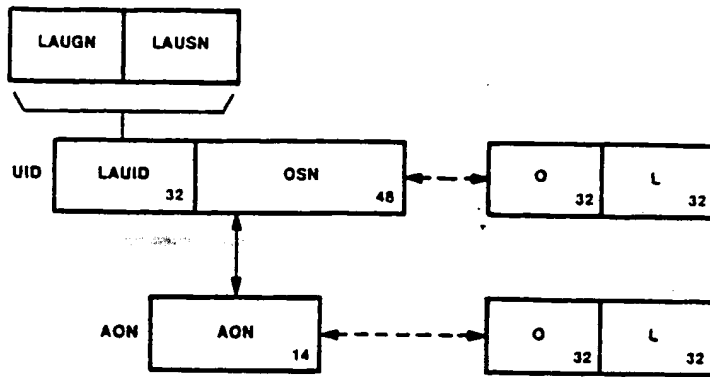 LAUGN LAUSN
UID LAUID 32 OSN 48 O 32 L 32
AON AON 14 O 32 L 32